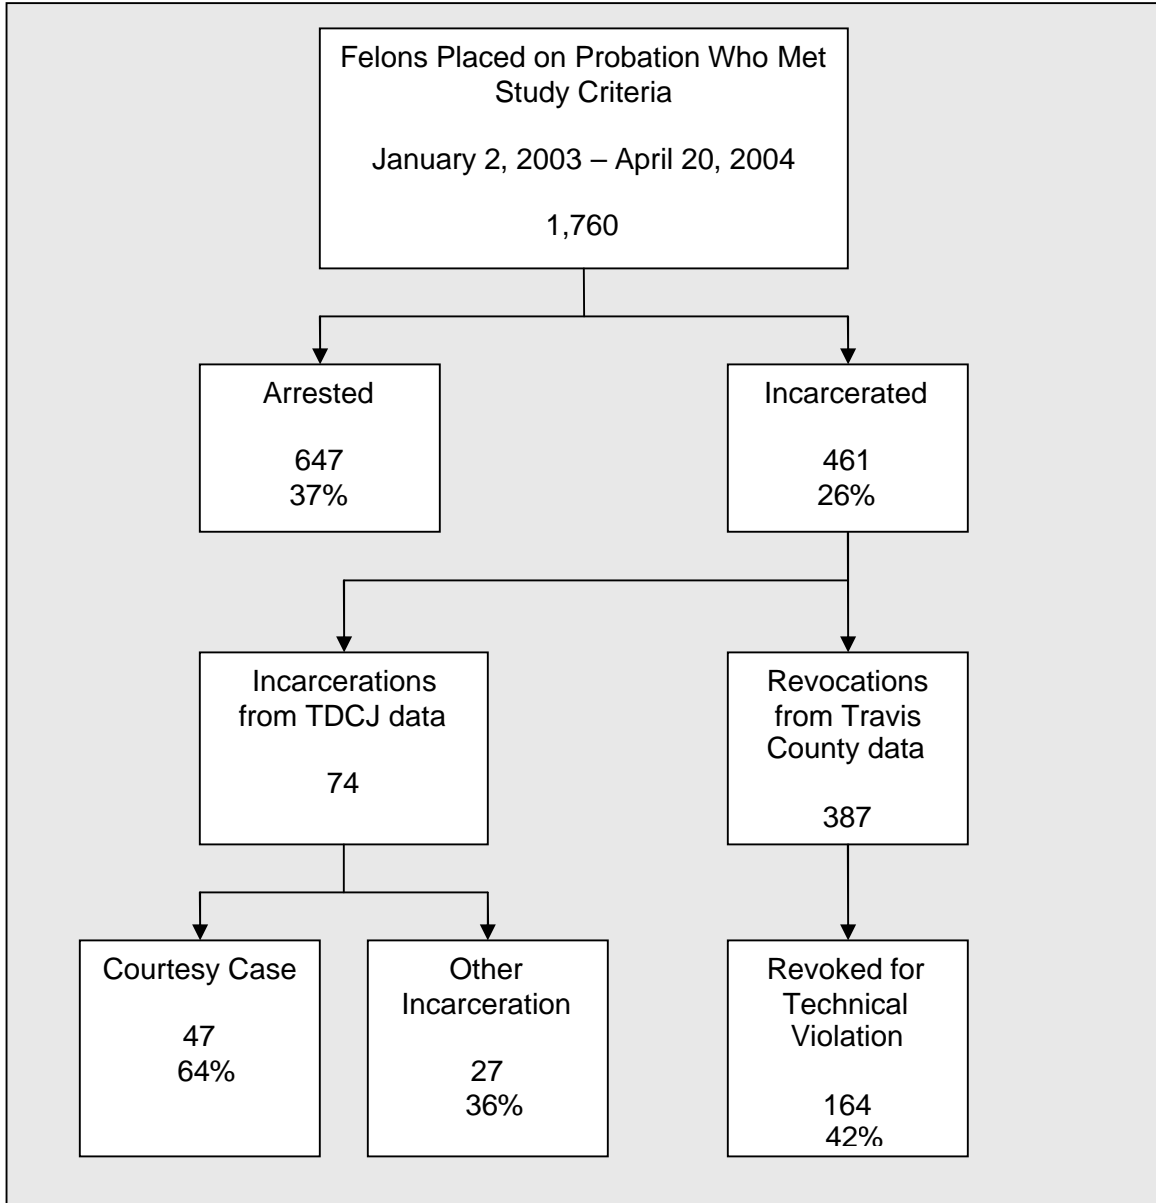 Felons Placed on Probation Who Met
Study Criteria
January 2, 2003 – April 20, 2004
1,760
Arrested
647
37%
Incarcerated
461
26%
Incarcerations
from TDCJ data
74
Revocations
from Travis
County data
387
Courtesy Case
47
64%
Other
Incarceration
27
36%
Revoked for
Technical
Violation
164
42%